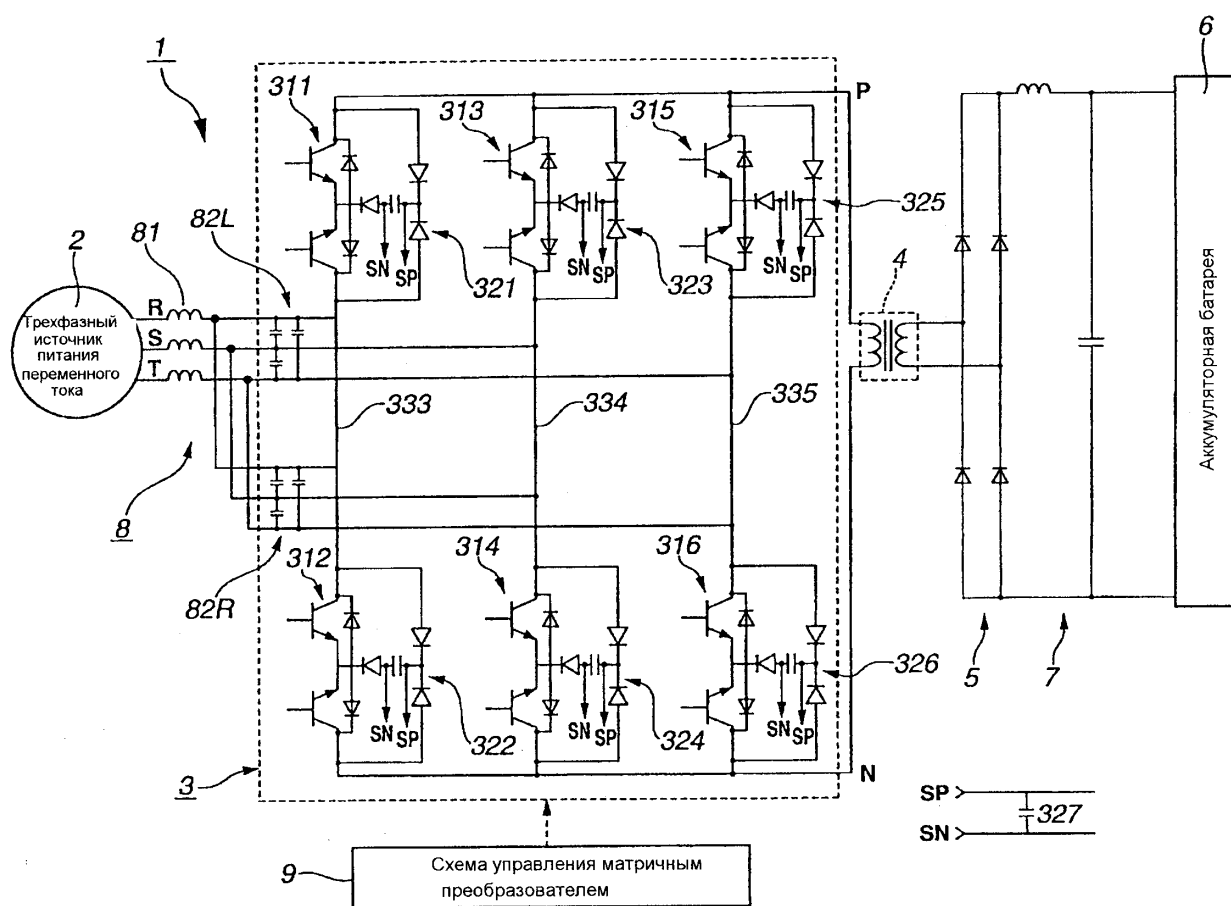 1
6
311
P
313
315
82L
81
2
325
4
R
SN
SP
321
SN
SP
323
SN
SP
Трехфазный
источник
питания
переменного
тока
S
T
333
334
335
Аккумуляторная батарея
8
312
314
316
82R
326
5
7
SN
SP
322
SN
SP
324
SN
SP
3
N
SP
327
SN
9
Схема управления матричным
преобразователем